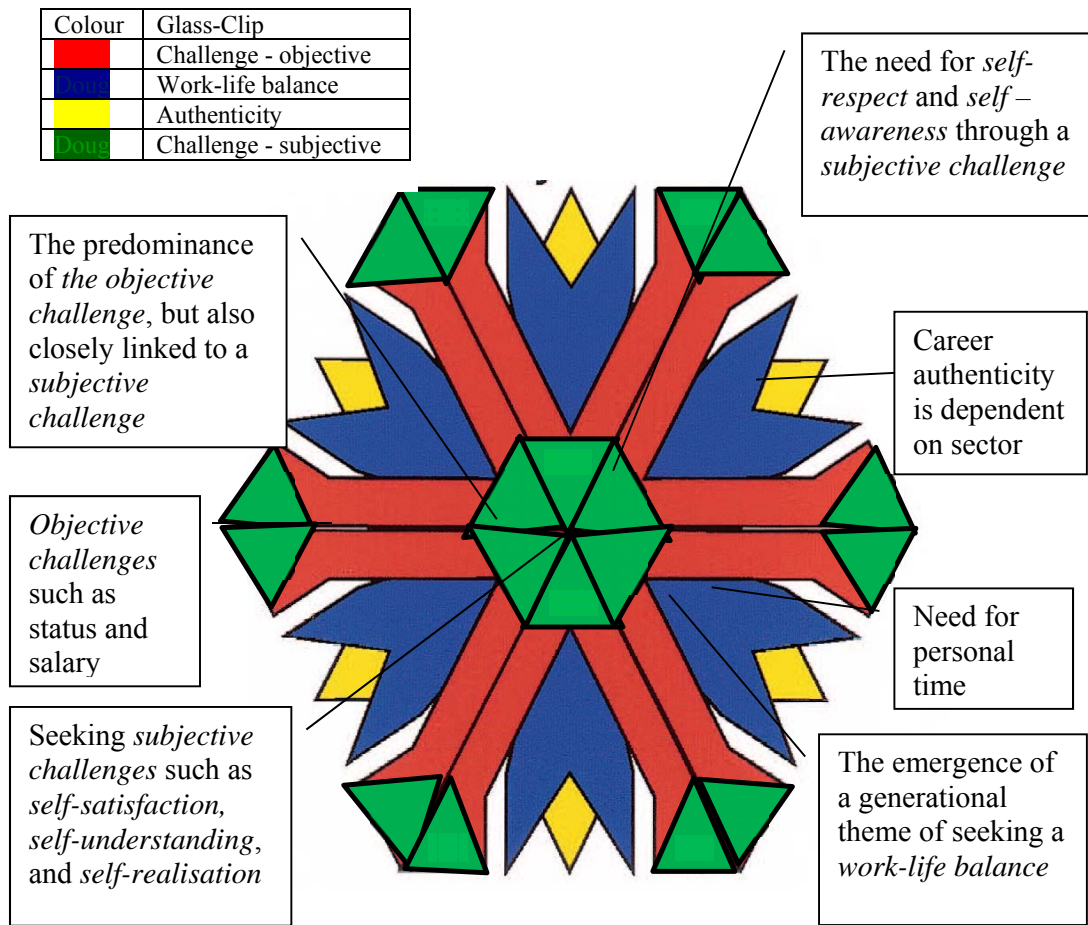 Colour Glass-Clip
Challenge - objective
Doug Work-life balance
Authenticity
Doug Challenge - subjective
The need for self-
respect and self –
awareness through a
subjective challenge
The predominance
of the objective
challenge, but also
closely linked to a
subjective
challenge
Career
authenticity
is dependent
on sector
Objective
challenges
such as
status and
salary
Need for
personal
time
Seeking subjective
challenges such as
self-satisfaction,
self-understanding,
and self-realisation
The emergence of
a generational
theme of seeking a
work-life balance